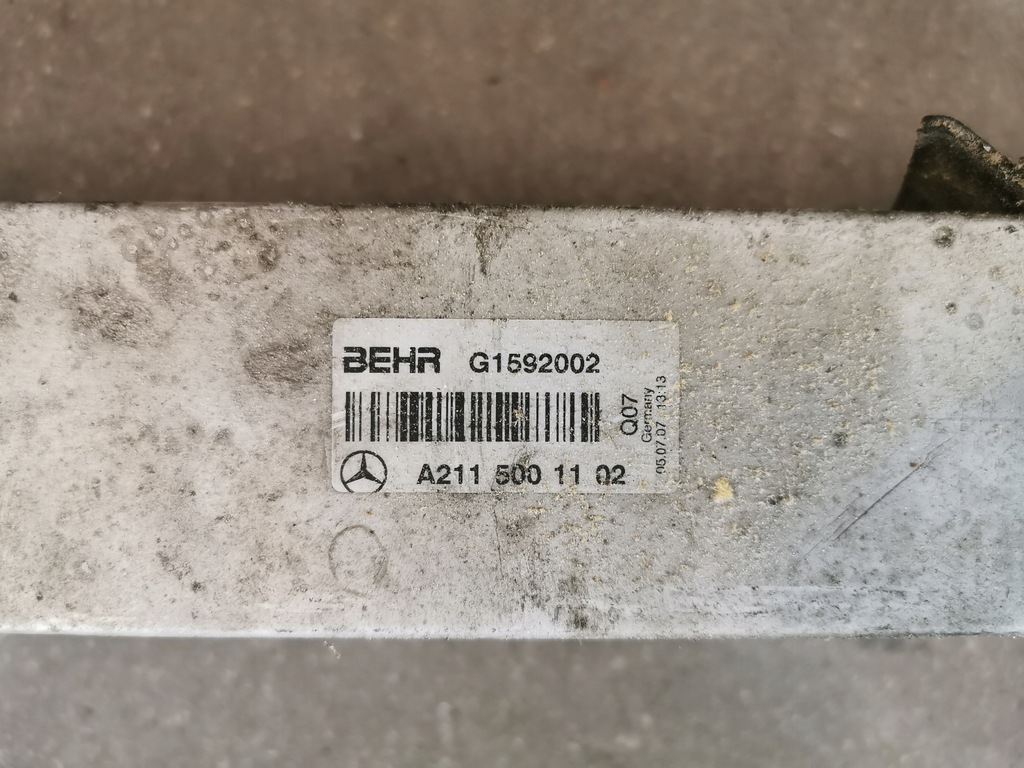 BEHR G1592002
Q07
Germany
05.07.07 13:13
A211 500 11 02